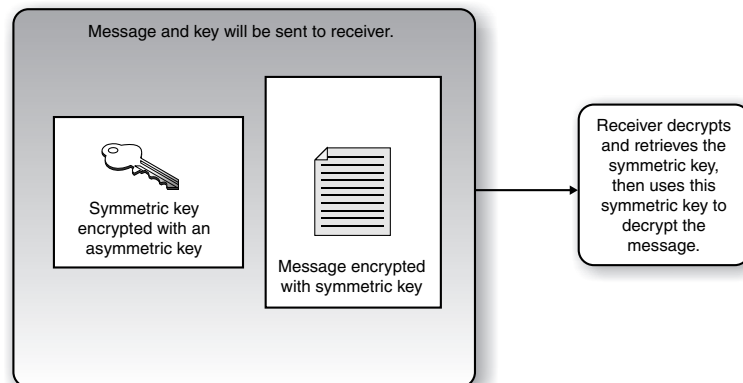 Message and key will be sent to receiver.
Symmetric key
encrypted with an
asymmetric key
Message encrypted
with symmetric key
Receiver decrypts
and retrieves the
symmetric key,
then uses this
symmetric key to
decrypt the
message.